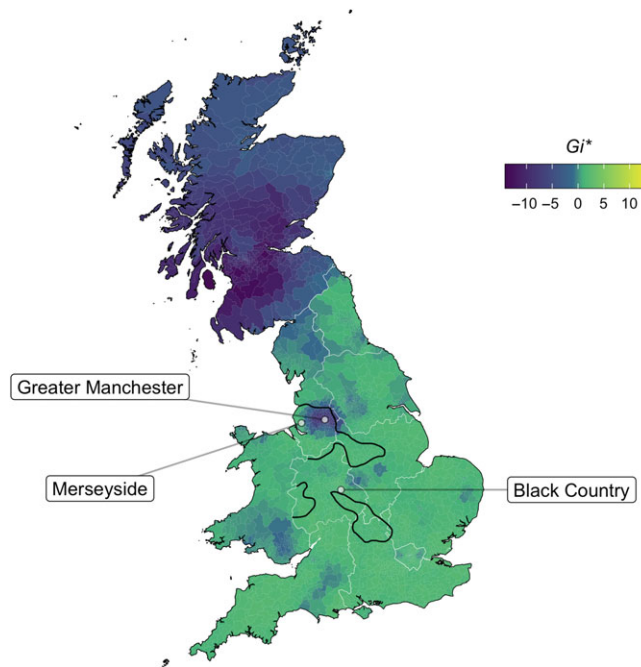 Gi*
−10 −5 0 5 10
Greater Manchester
Merseyside
Black Country